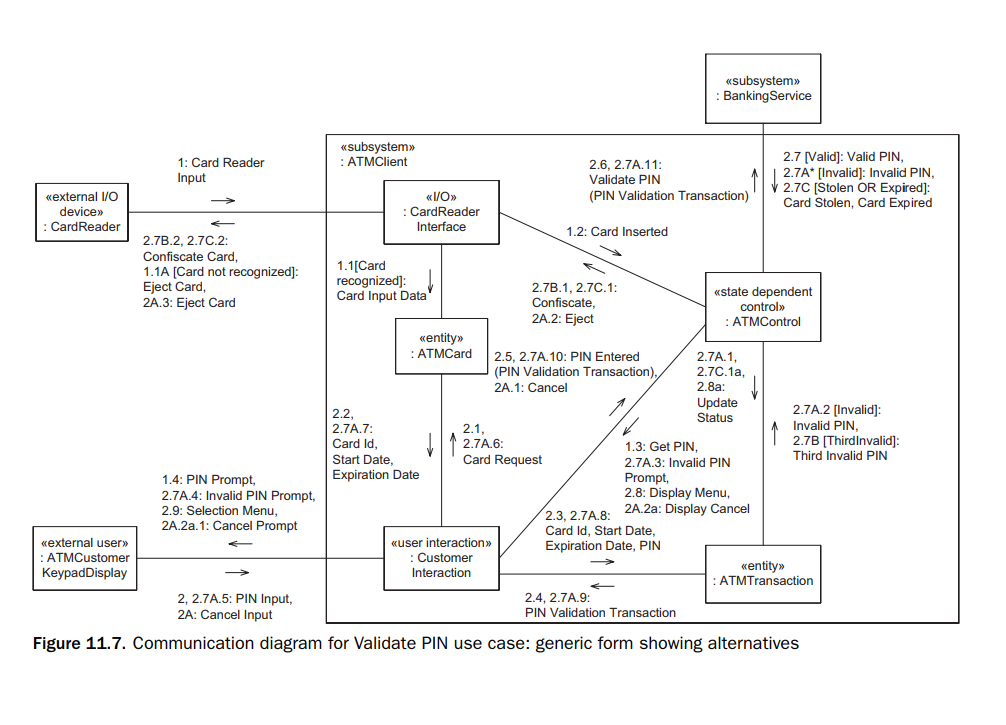 «subsystem»
: BankingService
«subsystem»
: ATMClient
1: Card Reader
Input
2.6, 2.7A.11:
Validate PIN
(PIN Validation Transaction)
2.7 [Valid]: Valid PIN,
2.7A* [Invalid]: Invalid PIN,
2.7C [Stolen OR Expired]:
Card Stolen, Card Expired
«external I/O
device»
: CardReader
«I/O»
: CardReader
Interface
1.2: Card Inserted
2.7B.2, 2.7C.2:
Confiscate Card,
1.1A [Card not recognized]:
Eject Card,
2A.3: Eject Card
1.1[Card
recognized]:
Card Input Data
2.7B.1, 2.7C.1:
Confiscate,
2A.2: Eject
«state dependent
control»
: ATMControl
«entity»
: ATMCard
2.5, 2.7A.10: PIN Entered
(PIN Validation Transaction),
2A.1: Cancel
2.7A.1,
2.7C.1a,
2.8a:
Update
Status
2.2,
2.7A.7:
Card Id,
Start Date,
Expiration Date
2.1,
2.7A.6:
Card Request
2.7A.2 [Invalid]:
Invalid PIN,
2.7B [ThirdInvalid]:
Third Invalid PIN
1.3: Get PIN,
2.7A.3: Invalid PIN
Prompt,
2.8: Display Menu,
2A.2a: Display Cancel
1.4: PIN Prompt,
2.7A.4: Invalid PIN Prompt,
2.9: Selection Menu,
2A.2a.1: Cancel Prompt
2.3, 2.7A.8:
Card Id, Start Date,
Expiration Date, PIN
«external user»
: ATMCustomer
KeypadDisplay
«user interaction»
: Customer
Interaction
«entity»
: ATMTransaction
2, 2.7A.5: PIN Input,
2A: Cancel Input
2.4, 2.7A.9:
PIN Validation Transaction
Figure 11.7. Communication diagram for Validate PIN use case: generic form showing alternatives